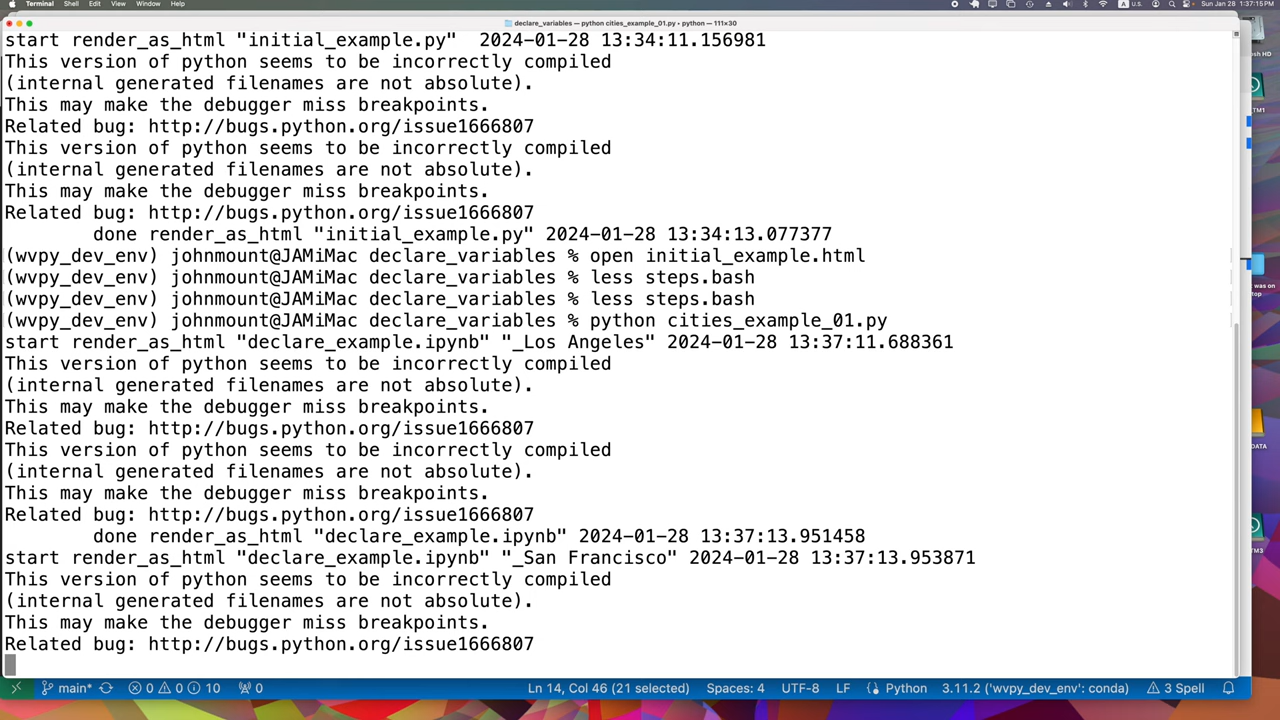 Terminal Shell Edit View Window Help
U.S. Sun Jan 28 1:37:15 PM
declare_variables — python cities_example_01.py • python — 111×30
start render_as_html "initial_example.py"  2024-01-28 13:34:11.156981
This version of python seems to be incorrectly compiled
(internal generated filenames are not absolute).
This may make the debugger miss breakpoints.
Related bug: http://bugs.python.org/issue1666807
This version of python seems to be incorrectly compiled
(internal generated filenames are not absolute).
This may make the debugger miss breakpoints.
Related bug: http://bugs.python.org/issue1666807
        done render_as_html "initial_example.py" 2024-01-28 13:34:13.077377
(wvpy_dev_env) johnmount@JAMiMac declare_variables % open initial_example.html
(wvpy_dev_env) johnmount@JAMiMac declare_variables % less steps.bash
(wvpy_dev_env) johnmount@JAMiMac declare_variables % less steps.bash
(wvpy_dev_env) johnmount@JAMiMac declare_variables % python cities_example_01.py
start render_as_html "declare_example.ipynb" "_Los Angeles" 2024-01-28 13:37:11.688361
This version of python seems to be incorrectly compiled
(internal generated filenames are not absolute).
This may make the debugger miss breakpoints.
Related bug: http://bugs.python.org/issue1666807
This version of python seems to be incorrectly compiled
(internal generated filenames are not absolute).
This may make the debugger miss breakpoints.
Related bug: http://bugs.python.org/issue1666807
        done render_as_html "declare_example.ipynb" 2024-01-28 13:37:13.951458
start render_as_html "declare_example.ipynb" "_San Francisco" 2024-01-28 13:37:13.953871
This version of python seems to be incorrectly compiled
(internal generated filenames are not absolute).
This may make the debugger miss breakpoints.
Related bug: http://bugs.python.org/issue1666807
main* 0 0 10 0 Ln 14, Col 46 (21 selected) Spaces: 4 UTF-8 LF Python 3.11.2 ('wvpy_dev_env': conda) 3 Spell